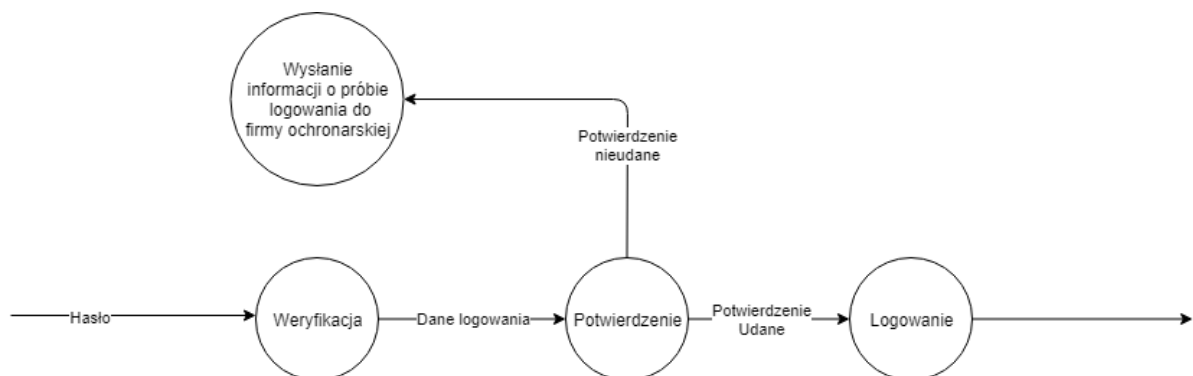 Wysłanie
informacji o próbie
logowania do
firmy ochronarskiej
Potwierdzenie
nieudane
Hasło
Weryfikacja
Dane logowania
Potwierdzenie
Potwierdzenie
Udane
Logowanie